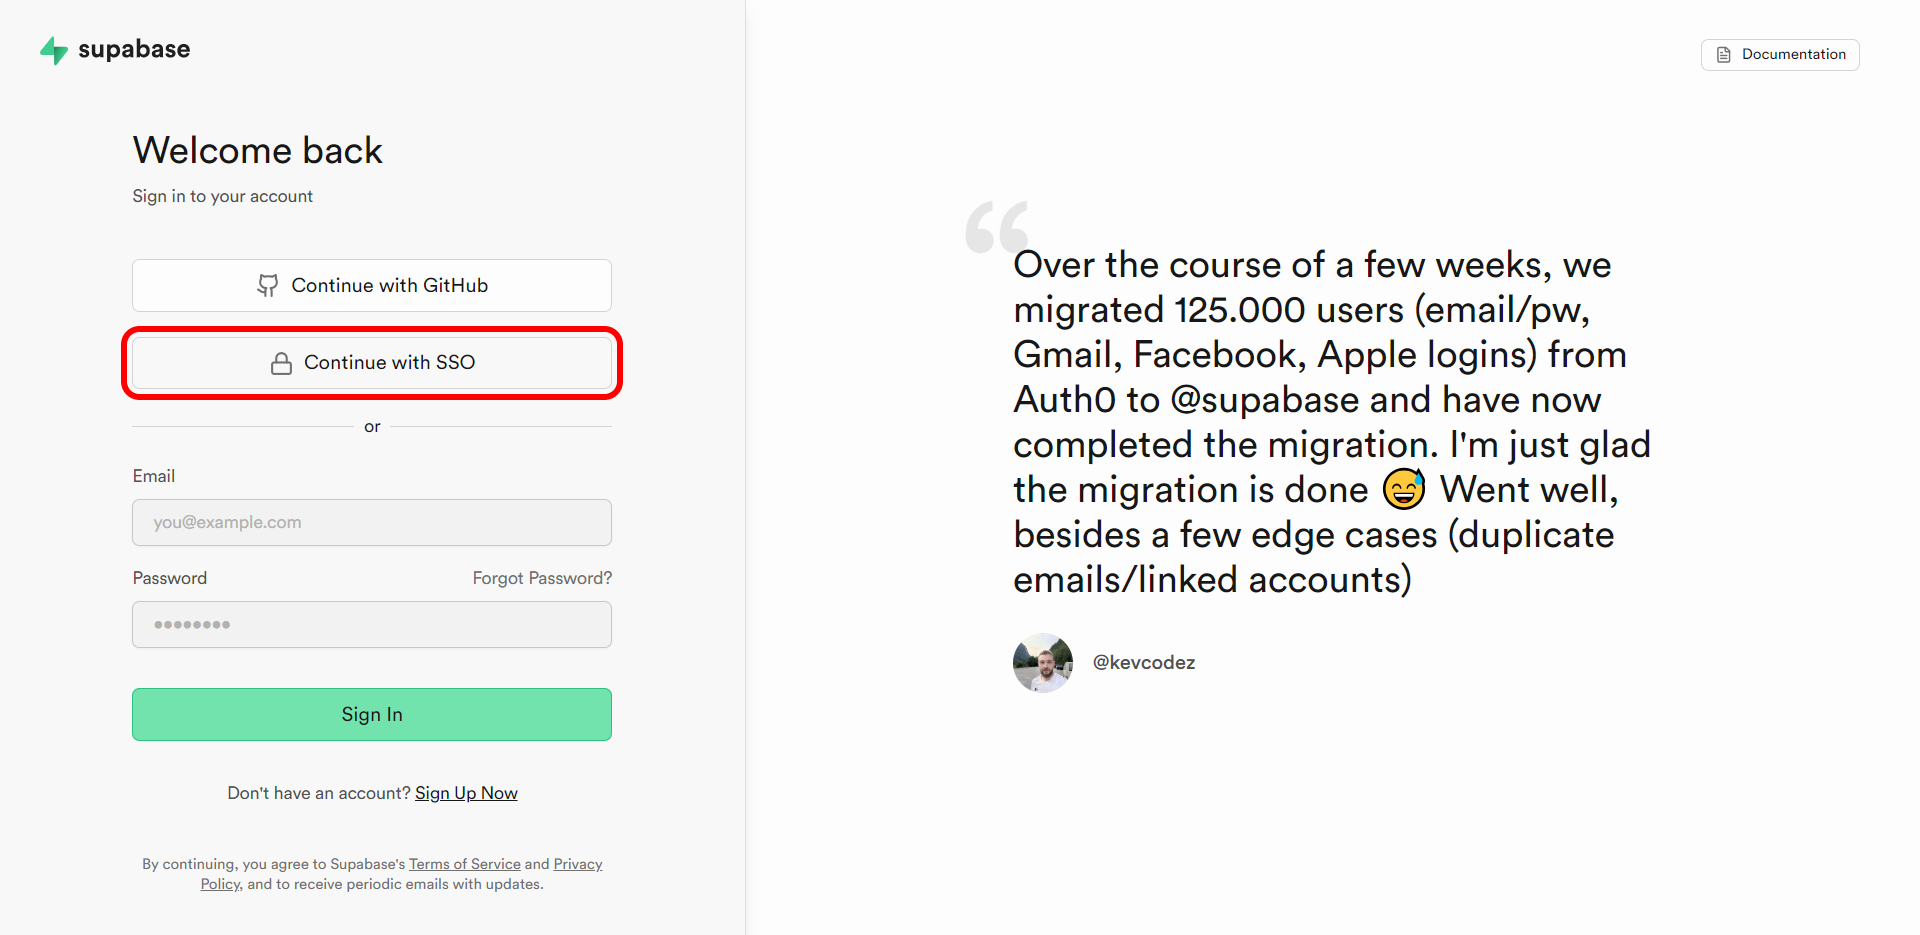 supabase
Documentation
Welcome back
Sign in to your account
Continue with GitHub
Continue with SSO
or
Email
you@example.com
Password
Forgot Password?
Sign In
Don't have an account? Sign Up Now
By continuing, you agree to Supabase's Terms of Service and Privacy
Policy, and to receive periodic emails with updates.
“
Over the course of a few weeks, we
migrated 125.000 users (email/pw,
Gmail, Facebook, Apple logins) from
Auth0 to @supabase and have now
completed the migration. I'm just glad
the migration is done 😅 Went well,
besides a few edge cases (duplicate
emails/linked accounts)
@kevcodez